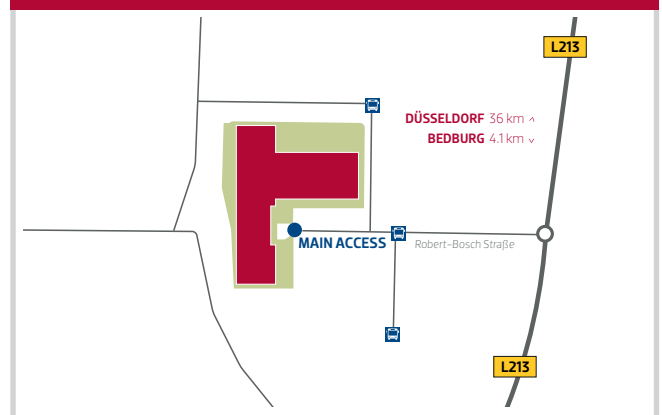 L213
DÜSSELDORF 36 km
BEDBURG 4.1 km
MAIN ACCESS
Robert-Bosch Straße
L213